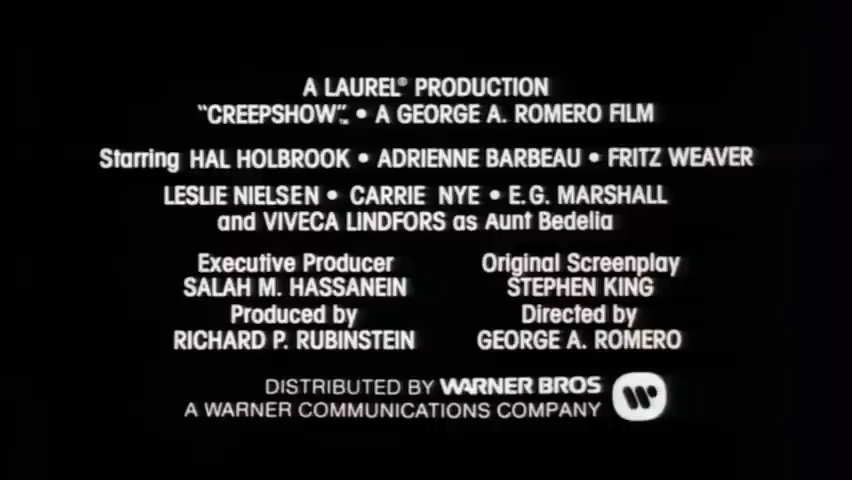 A LAUREL® PRODUCTION
"CREEPSHOW"™ • A GEORGE A. ROMERO FILM
Starring HAL HOLBROOK • ADRIENNE BARBEAU • FRITZ WEAVER
LESLIE NIELSEN • CARRIE NYE • E.G. MARSHALL
and VIVECA LINDFORS as Aunt Bedelia
Executive Producer
SALAH M. HASSANEIN
Produced by
RICHARD P. RUBINSTEIN
Original Screenplay
STEPHEN KING
Directed by
GEORGE A. ROMERO
DISTRIBUTED BY WARNER BROS
A WARNER COMMUNICATIONS COMPANY